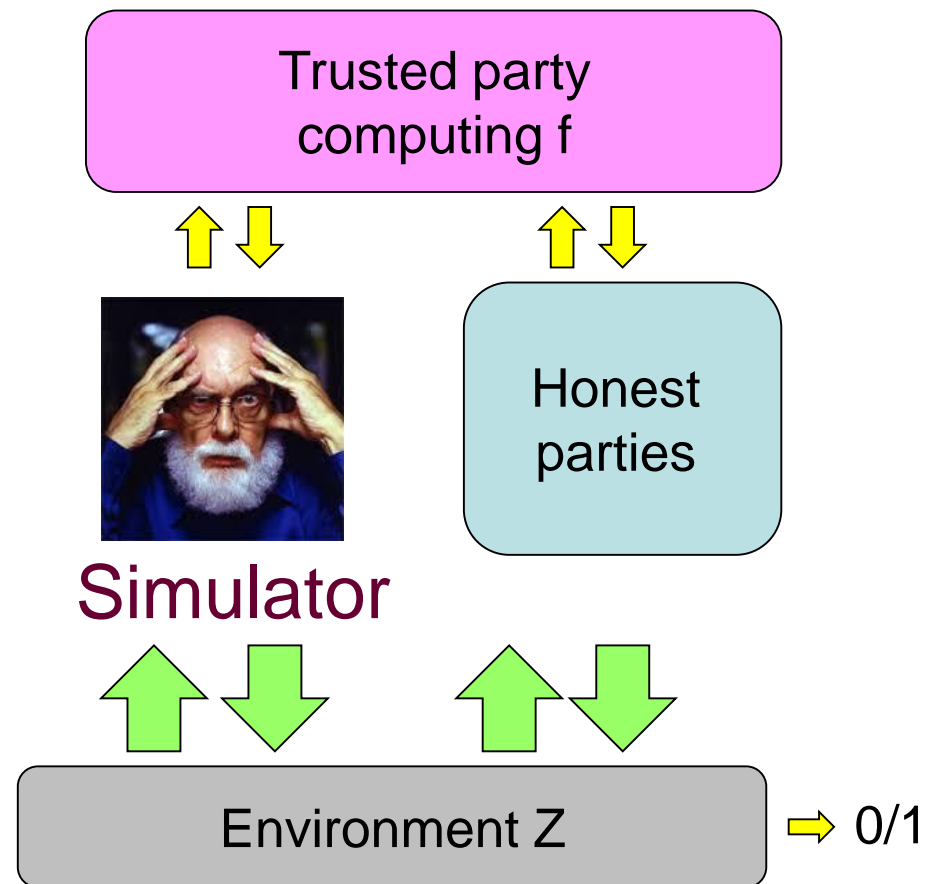 Trusted party
computing f
Honest
parties
Simulator
Environment Z
0/1